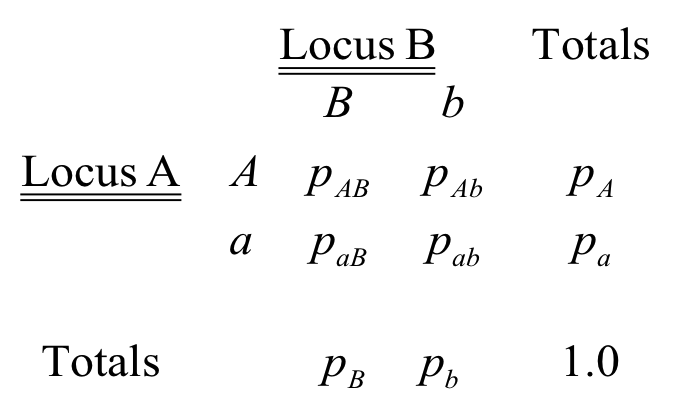 Locus B Totals
B b
Locus A A p_AB p_Ab p_A
a p_aB p_ab p_a
Totals p_B p_b 1.0